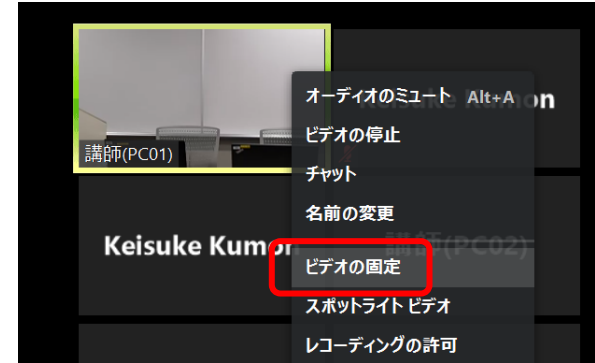 講師(PC01)
オーディオのミュート Alt+A
ビデオの停止
チャット
名前の変更
ビデオの固定
スポットライト ビデオ
レコーディングの許可
Keisuke Kumon
Keisuke Kumon
講師(PC02)